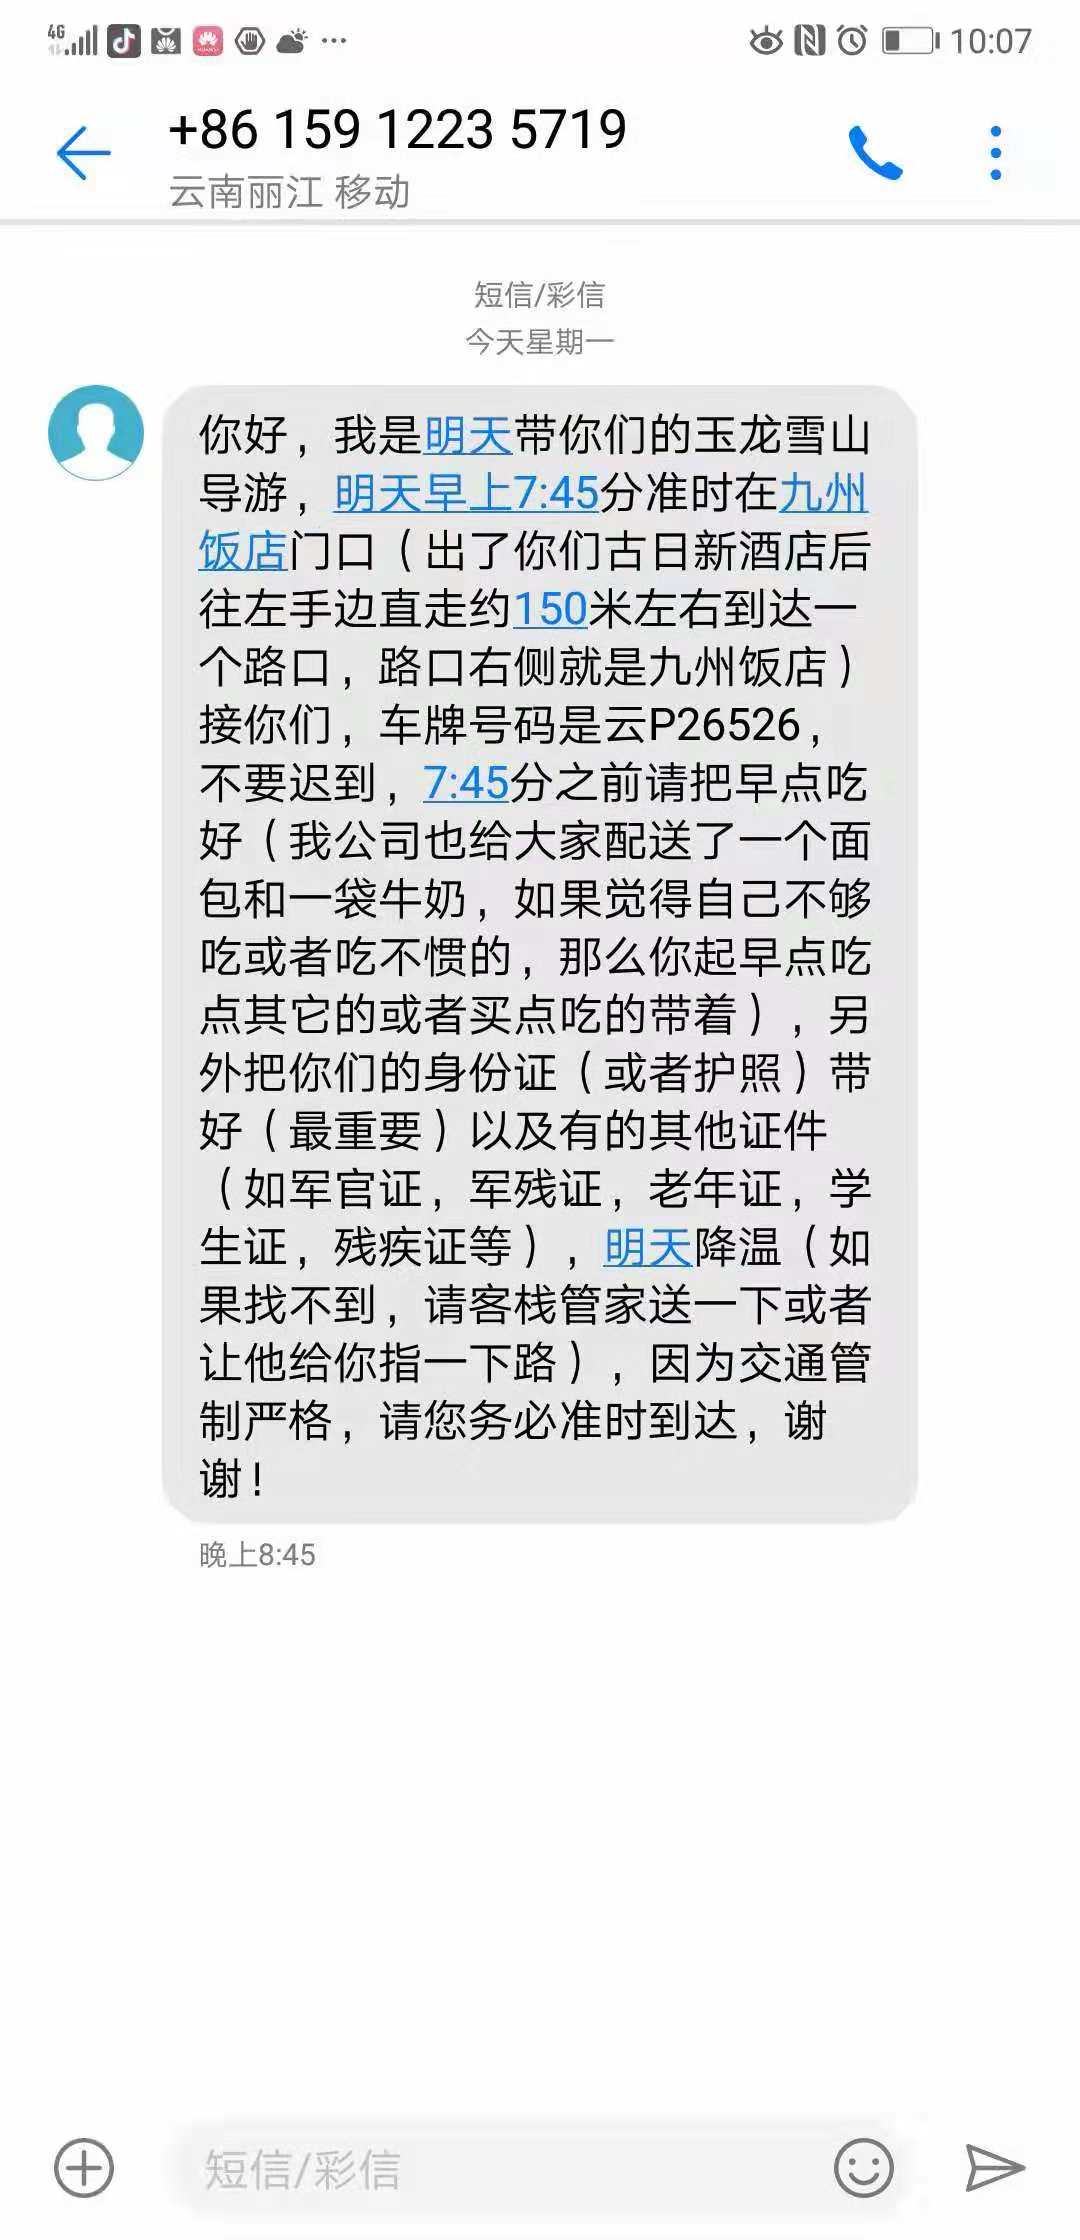 4G 10:07
+86 159 1223 5719
云南丽江 移动
短信/彩信
今天星期一
你好，我是明天带你们的玉龙雪山
导游，明天早上7:45分准时在九州
饭店门口（出了你们古日新酒店后
往左手边直走约150米左右到达一
个路口，路口右侧就是九州饭店）
接你们，车牌号码是云P26526，
不要迟到，7:45分之前请把早点吃
好（我公司也给大家配送了一个面
包和一袋牛奶，如果觉得自己不够
吃或者吃不惯的，那么你起早点吃
点其它的或者买点吃的带着），另
外把你们的身份证（或者护照）带
好（最重要）以及有的其他证件
（如军官证，军残证，老年证，学
生证，残疾证等），明天降温（如
果找不到，请客栈管家送一下或者
让他给你指一下路），因为交通管
制严格，请您务必准时到达，谢
谢！
晚上8:45
短信/彩信